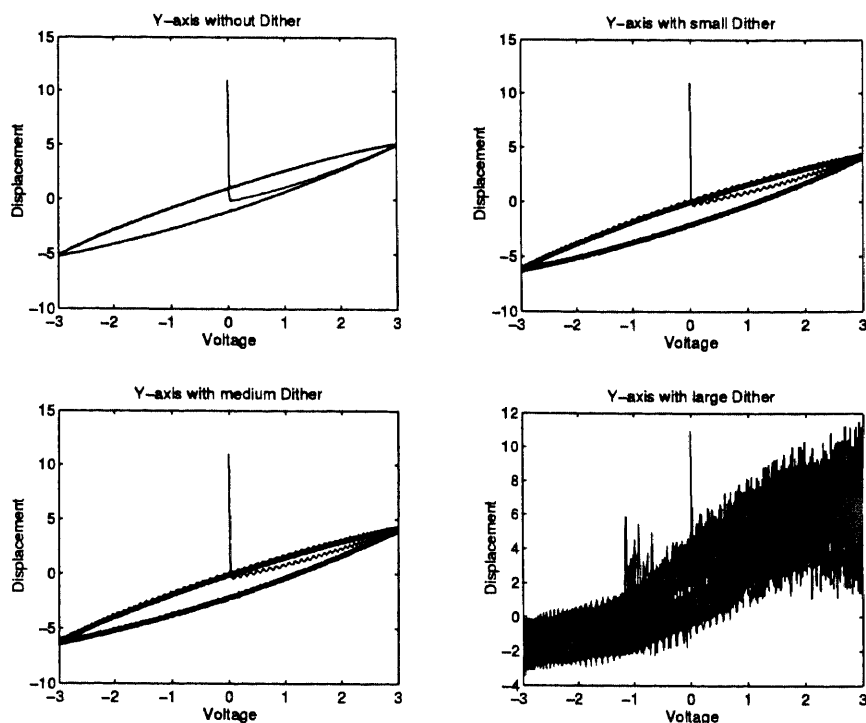 Y-axis without Dither
15
10
5
0
-5
-10
Displacement
-3 -2 -1 0 1 2 3
Voltage
Y-axis with small Dither
15
10
5
0
-5
-10
Displacement
-3 -2 -1 0 1 2 3
Voltage
Y-axis with medium Dither
15
10
5
0
-5
-10
Displacement
-3 -2 -1 0 1 2 3
Voltage
Y-axis with large Dither
12
10
8
6
4
2
0
-2
-4
Displacement
-3 -2 -1 0 1 2 3
Voltage